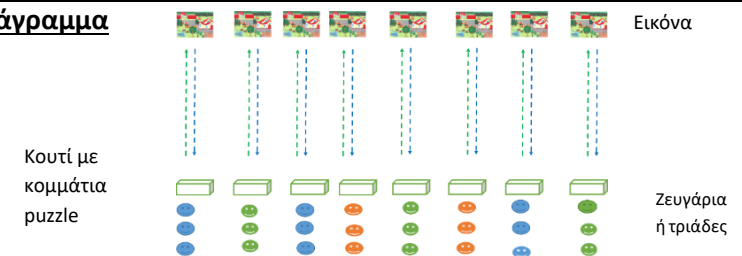 άγραμμα
Εικόνα
Κουτί με
κομμάτια
puzzle
Ζευγάρια
ή τριάδες